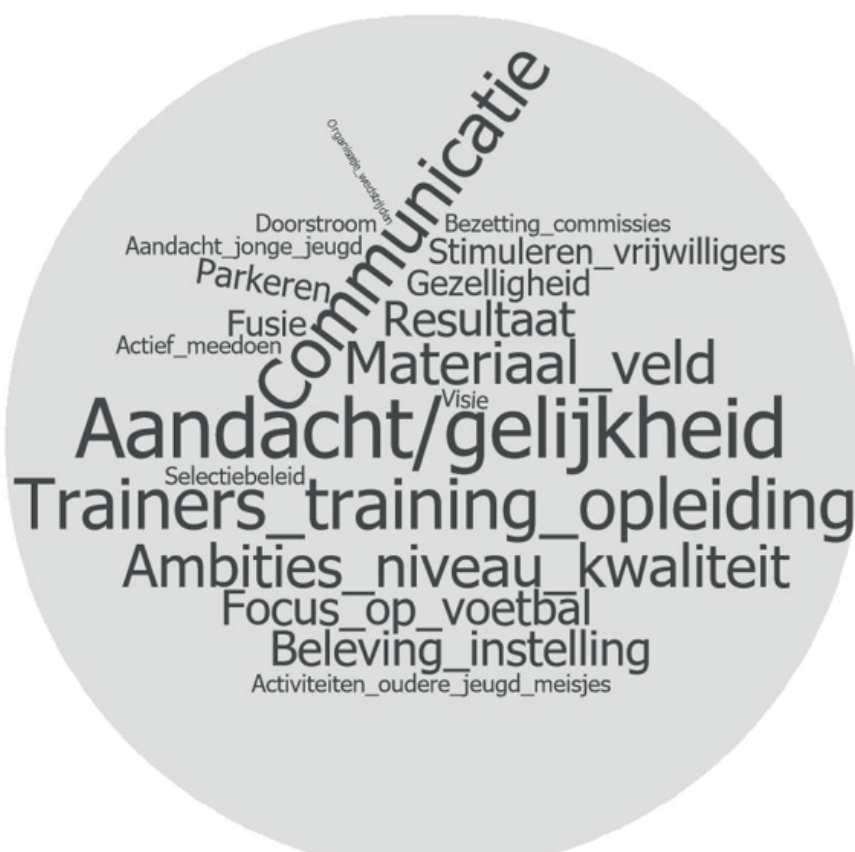 Communicatie
Organisatie_wedstrijden
Doorstroom
Bezetting_commissies
Aandacht_jonge_jeugd
Stimuleren_vrijwilligers
Parkeren
Gezelligheid
Fusie
Resultaat
Actief_meedoen
Materiaal_veld
Visie
Aandacht/gelijkheid
Selectiebeleid
Trainers_training_opleiding
Ambities_niveau_kwaliteit
Focus_op_voetbal
Beleving_instelling
Activiteiten_oudere_jeugd_meisjes